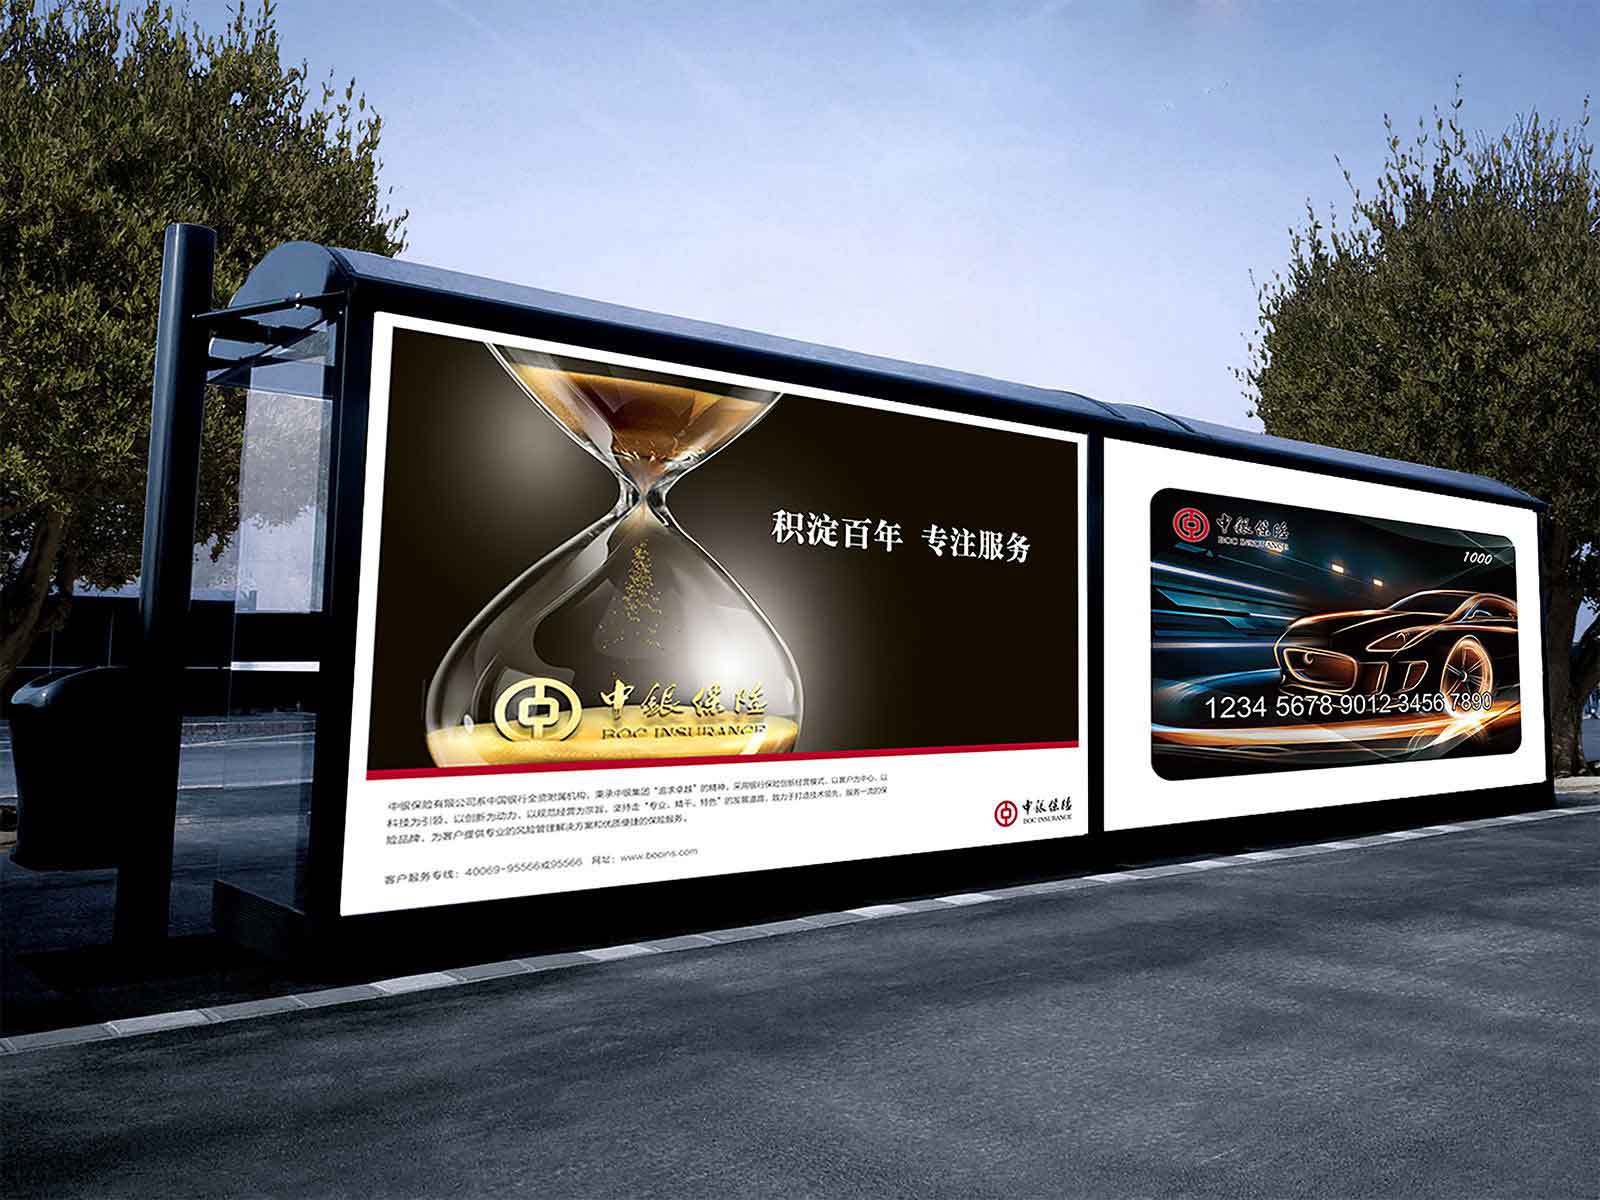 积淀百年 专注服务
中银保险
BOC INSURANCE
中银保险有限公司系中国银行全资附属机构，秉承中银集团“追求卓越”的精神，采用银行保险创新经营模式，以客户为中心、以
科技为引领、以创新为动力、以规范经营为宗旨，坚持走“专业、精干、特色”的发展道路，致力于打造技术领先，服务一流的保
险品牌，为客户提供专业的风险管理解决方案和优质便捷的保险服务。
客户服务专线：40069-95566或95566 网址：www.bocins.com
中银保险
BOC INSURANCE
中银保险
BOC INSURANCE
1000
1234 5678 9012 3456 7890